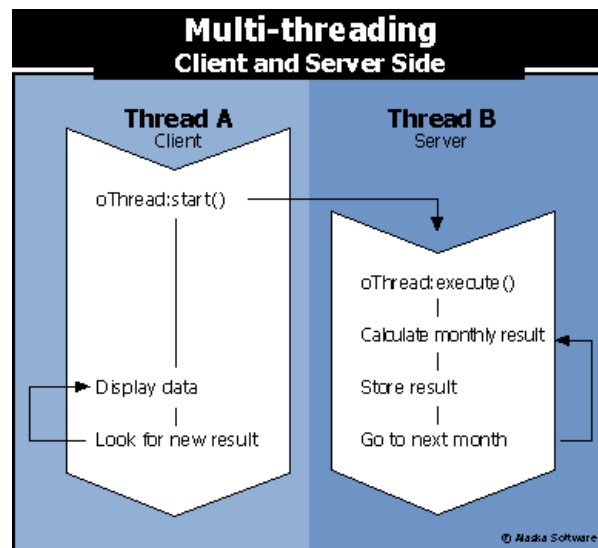 Multi-threading
Client and Server Side
Thread A
Client
oThread:start()
Display data
Look for new result
Thread B
Server
oThread:execute()
Calculate monthly result
Store result
Go to next month
© Alaska Software